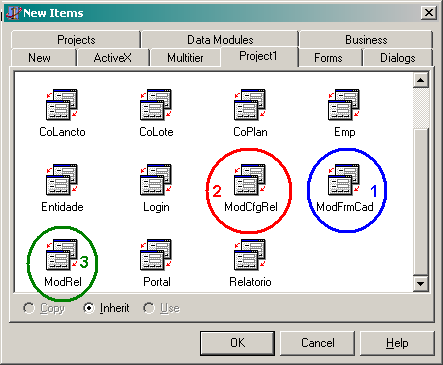 New Items
Projects Data Modules Business
New ActiveX Multitier Project1 Forms Dialogs
CoLancto CoLote CoPlan Emp
2 1
Entidade Login ModCfgRel ModFrmCad
3
ModRel Portal Relatorio
Copy Inherit Use
OK Cancel Help